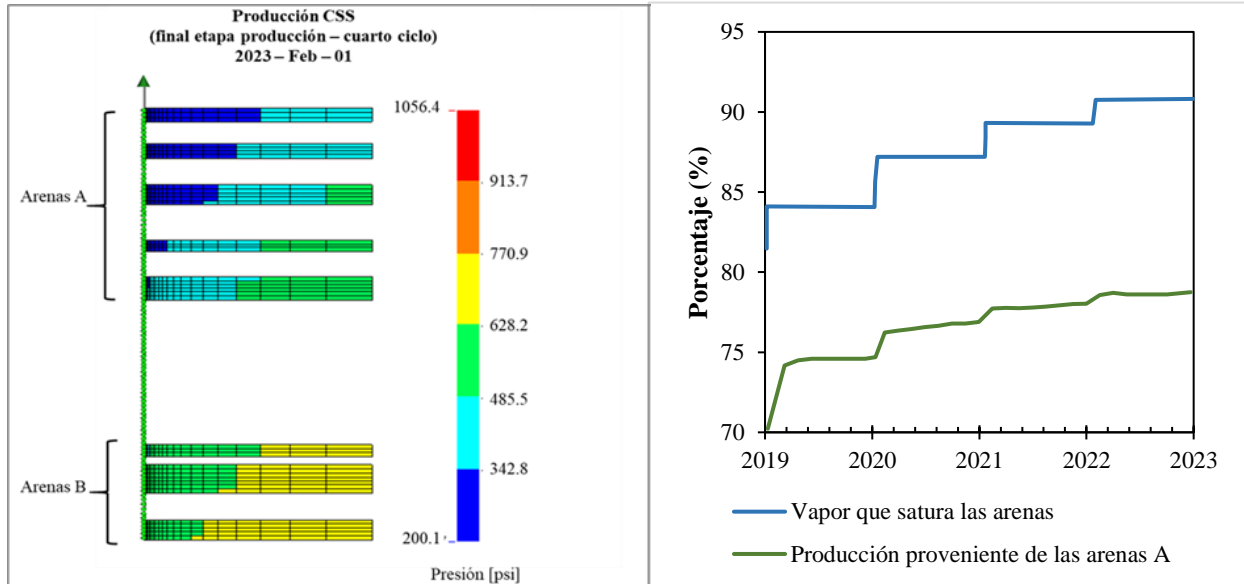 Producción CSS
(final etapa producción – cuarto ciclo)
2023 – Feb – 01
1056.4
913.7
770.9
628.2
485.5
342.8
200.1
Presión [psi]
Arenas A
Arenas B
95
90
85
80
75
70
Porcentaje (%)
2019 2020 2021 2022 2023
Vapor que satura las arenas
Producción proveniente de las arenas A